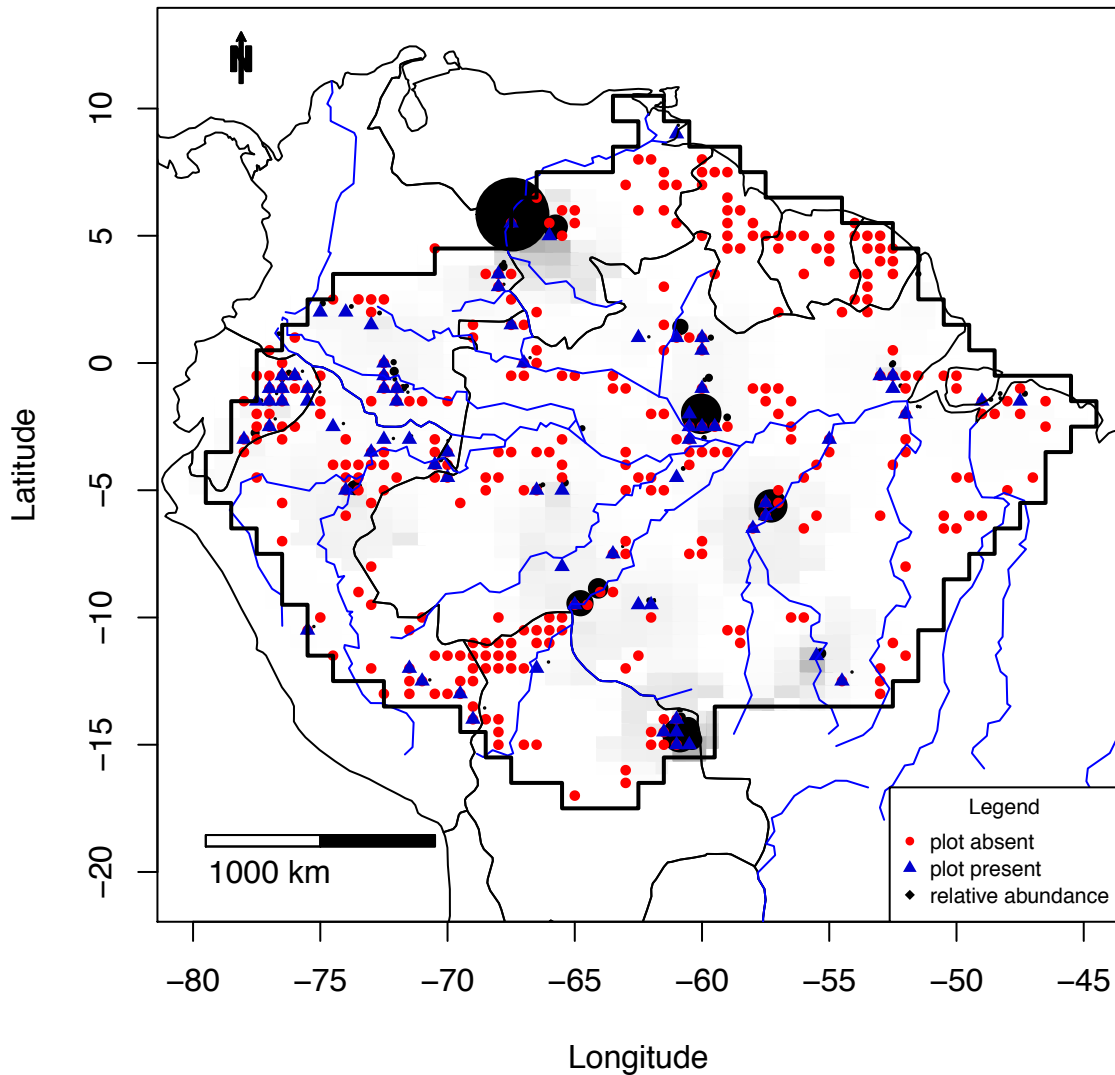 N
10
5
0
−5
−10
−15
−20
Latitude
1000 km
Legend
plot absent
plot present
relative abundance
−80 −75 −70 −65 −60 −55 −50 −45
Longitude